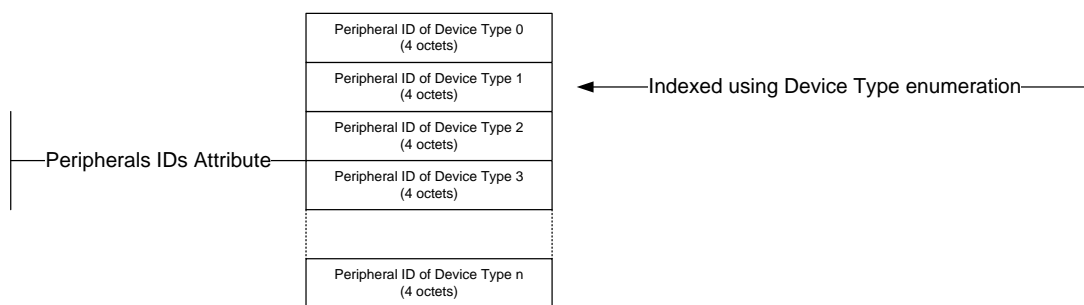 Peripheral ID of Device Type 0
(4 octets)
Peripheral ID of Device Type 1
(4 octets)
Indexed using Device Type enumeration
Peripheral ID of Device Type 2
(4 octets)
Peripherals IDs Attribute
Peripheral ID of Device Type 3
(4 octets)
Peripheral ID of Device Type n
(4 octets)